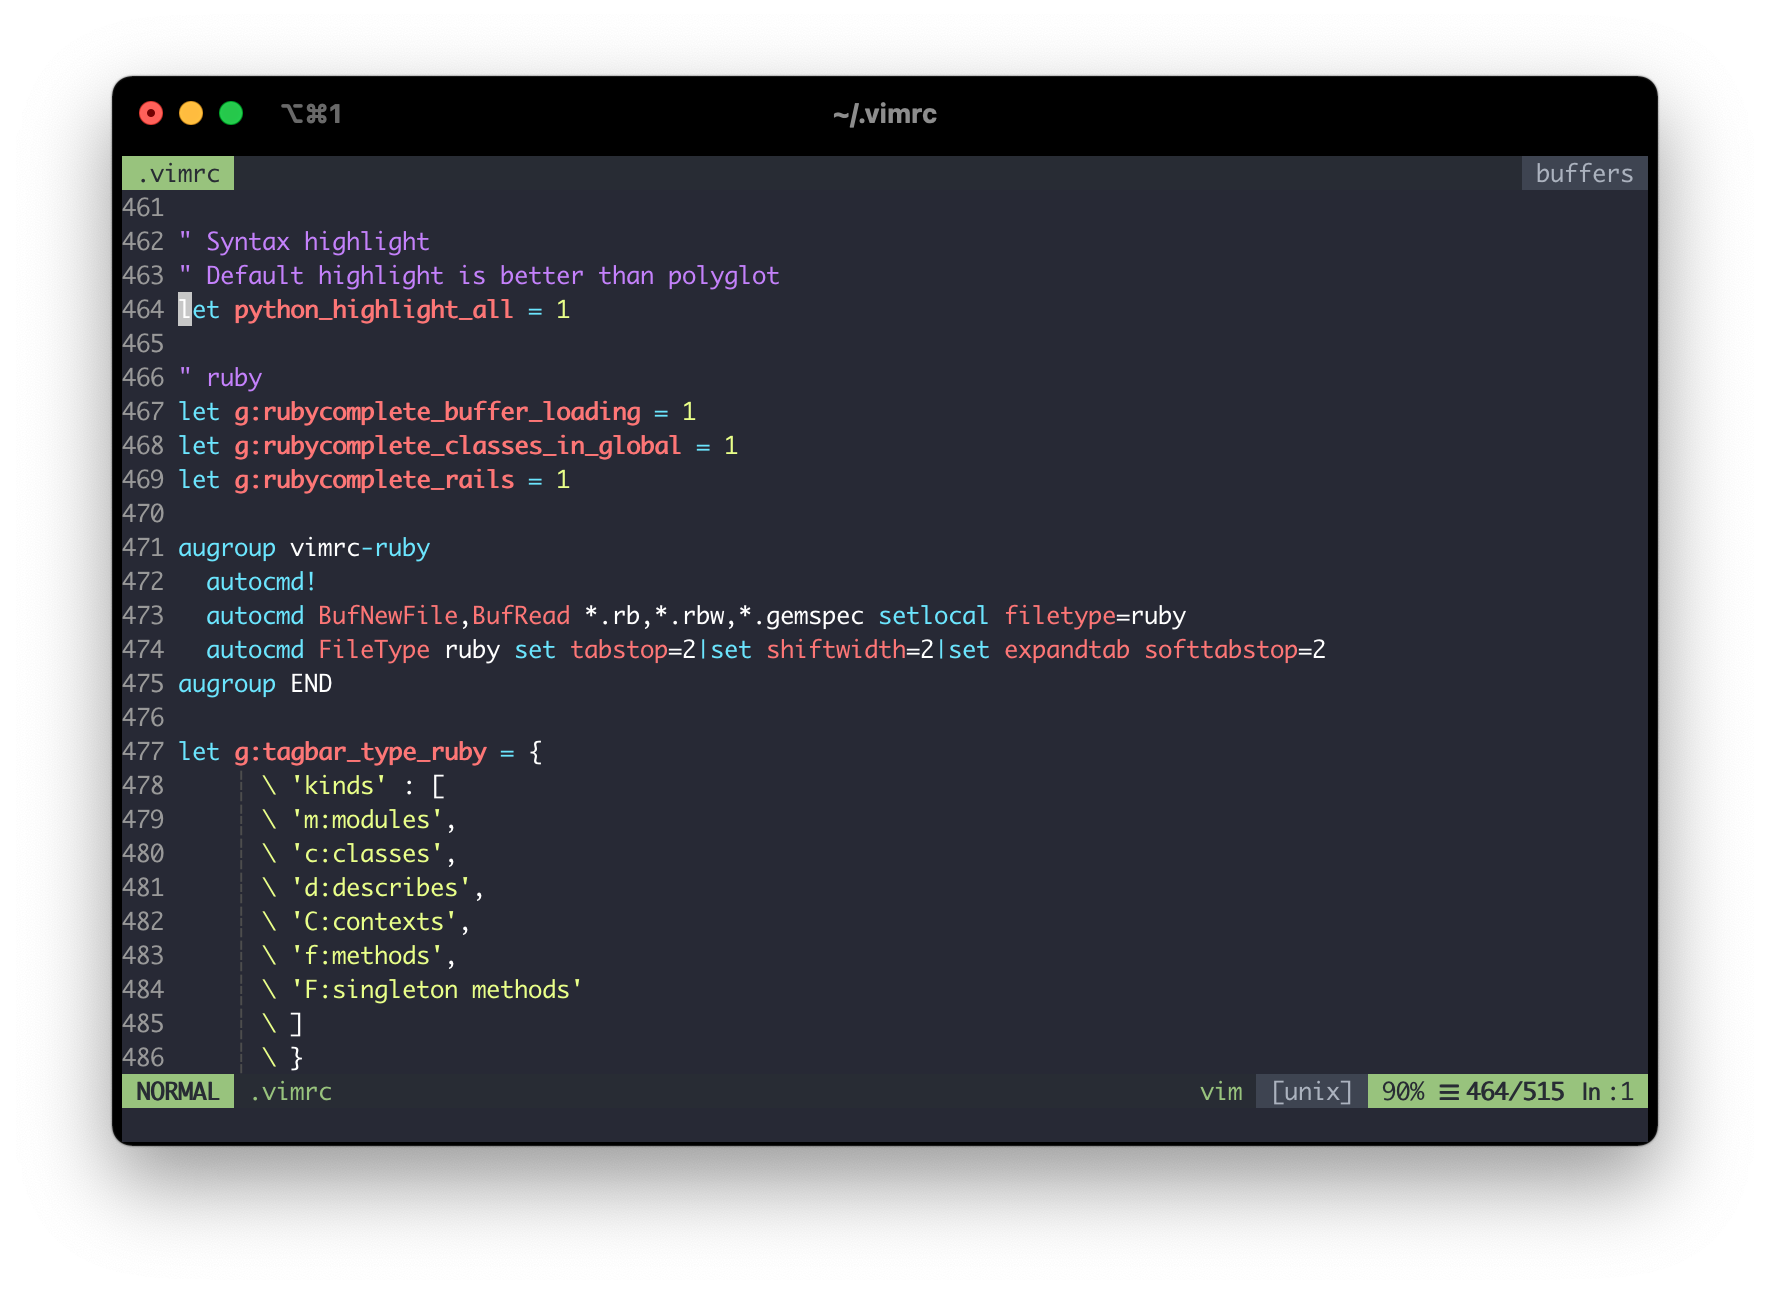 ⌥⌘1 ~/.vimrc
.vimrc buffers
461
462 " Syntax highlight
463 " Default highlight is better than polyglot
464 let python_highlight_all = 1
465
466 " ruby
467 let g:rubycomplete_buffer_loading = 1
468 let g:rubycomplete_classes_in_global = 1
469 let g:rubycomplete_rails = 1
470
471 augroup vimrc-ruby
472   autocmd!
473   autocmd BufNewFile,BufRead *.rb,*.rbw,*.gemspec setlocal filetype=ruby
474   autocmd FileType ruby set tabstop=2|set shiftwidth=2|set expandtab softtabstop=2
475 augroup END
476
477 let g:tagbar_type_ruby = {
478     ¦ \ 'kinds' : [
479     ¦ \ 'm:modules',
480     ¦ \ 'c:classes',
481     ¦ \ 'd:describes',
482     ¦ \ 'C:contexts',
483     ¦ \ 'f:methods',
484     ¦ \ 'F:singleton methods'
485     ¦ \ ]
486     ¦ \ }
NORMAL .vimrc vim [unix] 90% ☰ 464/515 ln :1